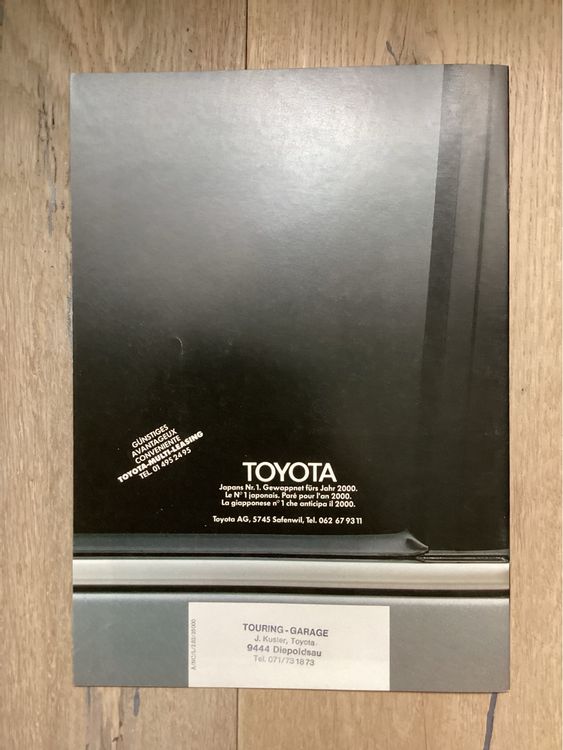 GÜNSTIGES
AVANTAGEUX
CONVENIENTE
TOYOTA-MULTI-LEASING
TEL. 01 495 24 95
TOYOTA
Japans Nr. 1. Gewappnet fürs Jahr 2000.
Le N° 1 japonais. Paré pour l'an 2000.
La giapponese n° 1 che anticipa il 2000.
Toyota AG, 5745 Safenwil, Tel. 062 67 93 11
TOURING-GARAGE
J. Kusler, Toyota
9444 Diepoldsau
Tel. 071/73 18 73